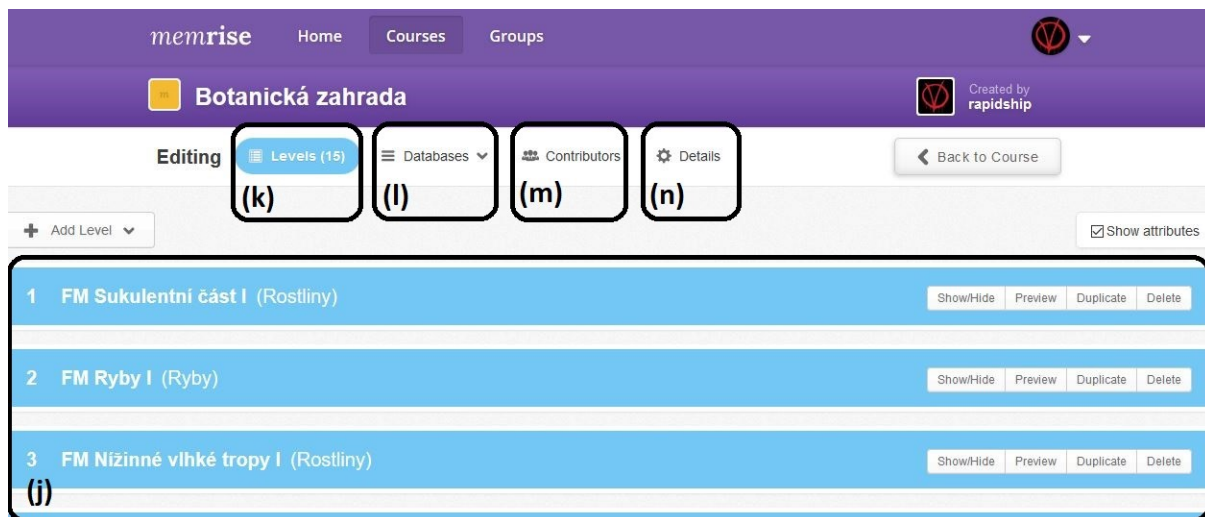 memrise Home Courses Groups
Botanická zahrada
Created by
rapidship
Editing Levels (15) Databases Contributors Details Back to Course
(k) (l) (m) (n)
Add Level Show attributes
1 FM Sukulentní část I (Rostliny) Show/Hide Preview Duplicate Delete
2 FM Ryby I (Ryby) Show/Hide Preview Duplicate Delete
3 FM Nížinné vlhké tropy I (Rostliny) Show/Hide Preview Duplicate Delete
(j)